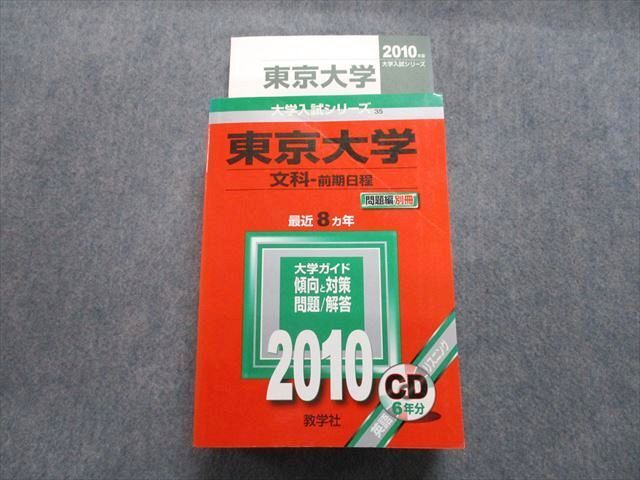 2010年版
大学入試シリーズ
東京大学
大学入試シリーズ
35
東京大学
文科-前期日程
問題編 別冊
最近 8ヵ年
大学ガイド
傾向と対策
問題/解答
2010
CD
6年分
英語リスニング
教学社